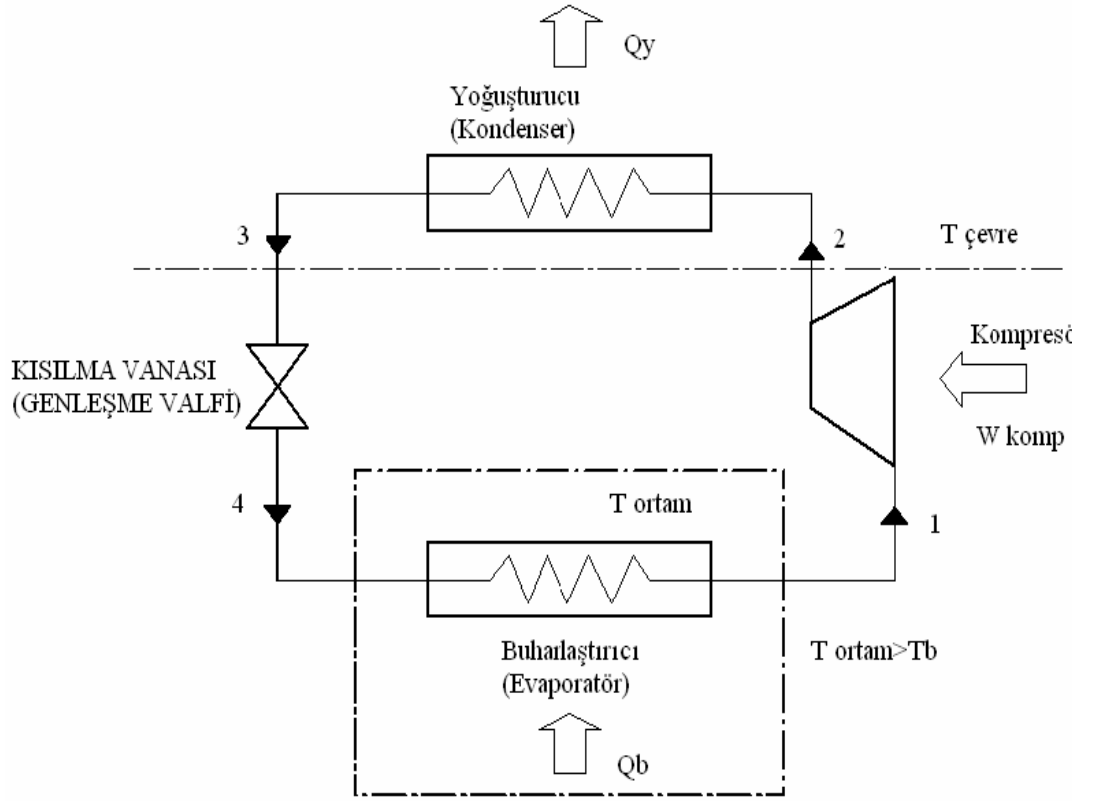 Qy
Yoğuşturucu
(Kondenser)
3
2
T çevre
KISILMA VANASI
(GENLEŞME VALFİ)
Kompresö
W komp
4
T ortam
1
Buharlaştırıcı
(Evaporatör)
T ortam>Tb
Qb